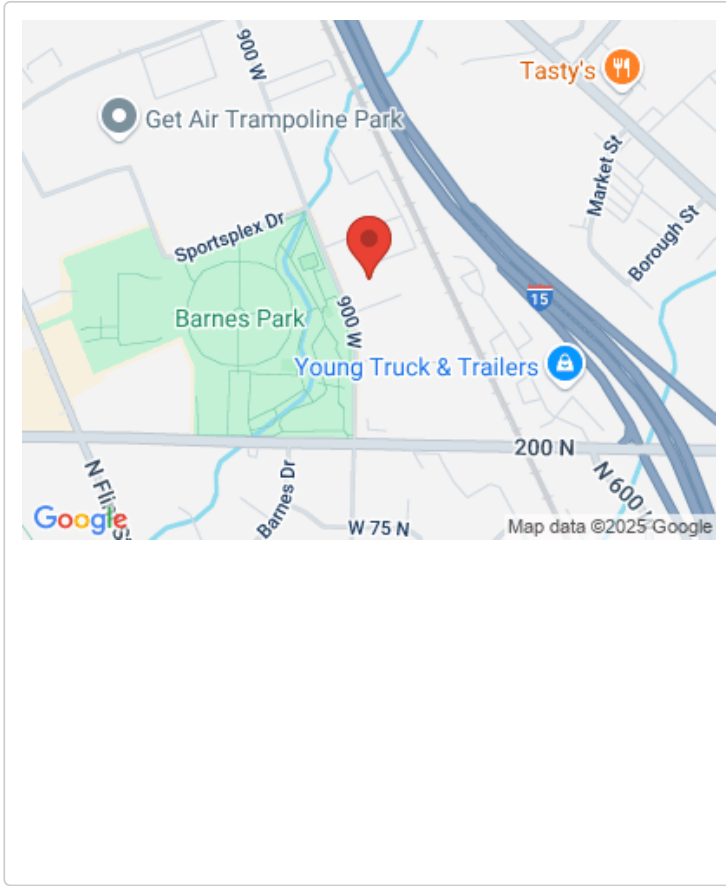 900 W
Tasty's
Get Air Trampoline Park
Market St
Sportsplex Dr
Borough St
Barnes Park
900 W
15
Young Truck & Trailers
200 N
N 600
Barnes Dr
W 75 N
Google
Map data ©2025 Google